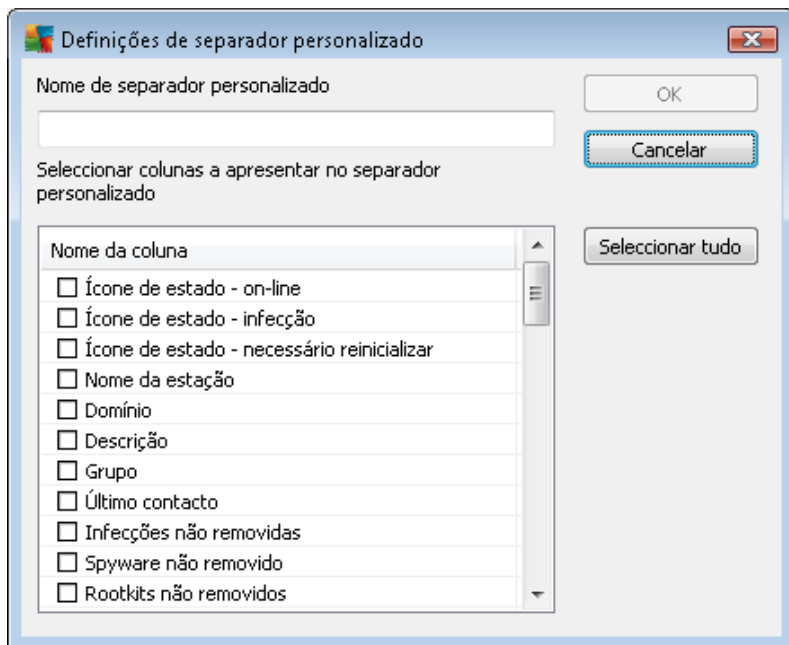 Definições de separador personalizado
Nome de separador personalizado
OK
Cancelar
Seleccionar colunas a apresentar no separador
personalizado
Nome da coluna
Seleccionar tudo
Ícone de estado - on-line
Ícone de estado - infecção
Ícone de estado - necessário reinicializar
Nome da estação
Domínio
Descrição
Grupo
Último contacto
Infecções não removidas
Spyware não removido
Rootkits não removidos